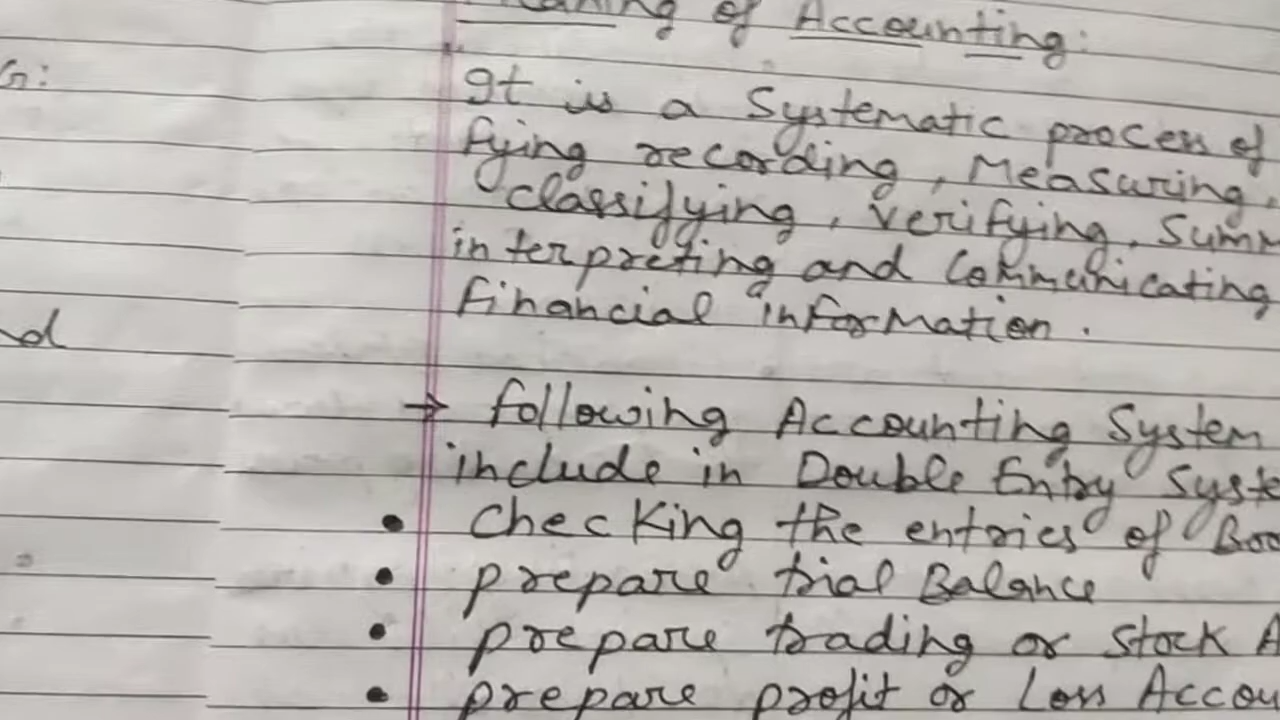 of Accounting:
It is a Systematic process of
fying recording, Measuring,
classifying, verifying, Summ
interpreting and Communicating
financial information.
→ following Accounting System
include in Double Entry Syste
• Checking the entries of Boo
• prepare trial Balance
• prepare trading or Stock A
• prepare profit or Loss Accou